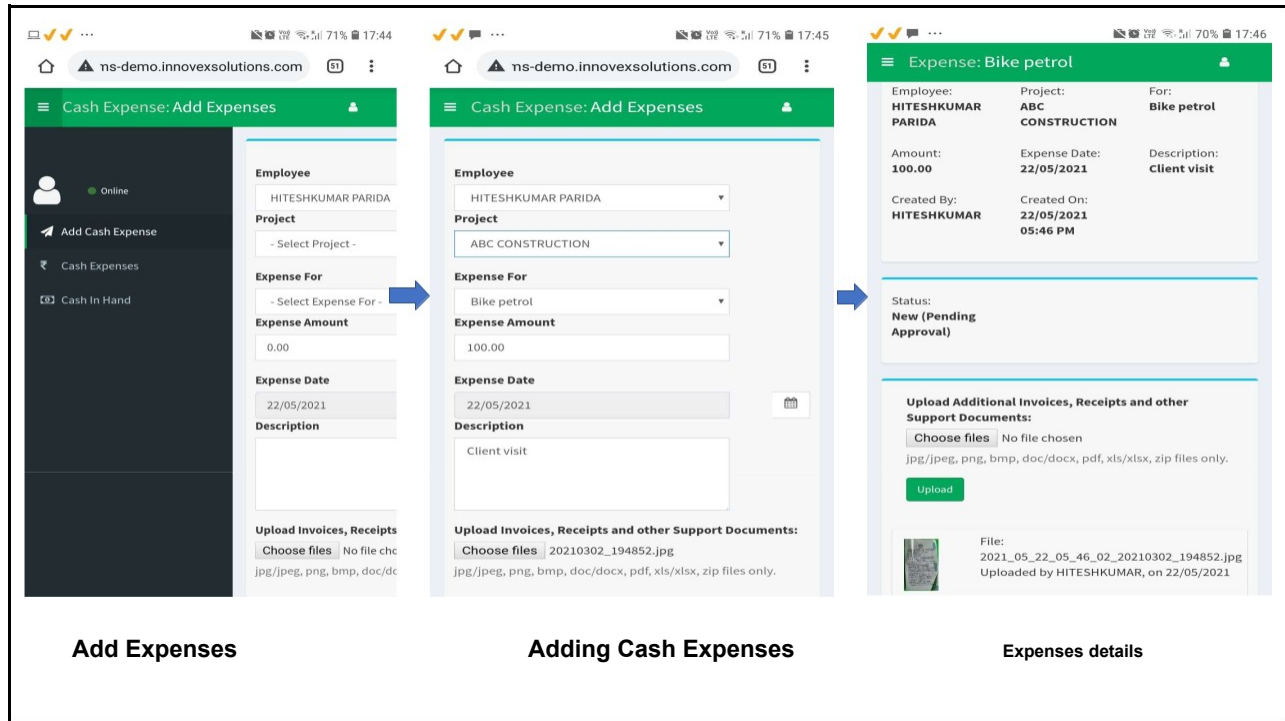 71% 17:44
ns-demo.innovexsolutions.com 51
Cash Expense: Add Expenses
Online
Add Cash Expense
₹ Cash Expenses
Cash In Hand
Employee
HITESHKUMAR PARIDA
Project
- Select Project -
Expense For
- Select Expense For -
Expense Amount
0.00
Expense Date
22/05/2021
Description
Upload Invoices, Receipts
Choose files No file cho
jpg/jpeg, png, bmp, doc/do
Add Expenses
71% 17:45
ns-demo.innovexsolutions.com 51
Cash Expense: Add Expenses
Employee
HITESHKUMAR PARIDA
Project
ABC CONSTRUCTION
Expense For
Bike petrol
Expense Amount
100.00
Expense Date
22/05/2021
Description
Client visit
Upload Invoices, Receipts and other Support Documents:
Choose files 20210302_194852.jpg
jpg/jpeg, png, bmp, doc/docx, pdf, xls/xlsx, zip files only.
Adding Cash Expenses
70% 17:46
Expense: Bike petrol
Employee: Project: For:
HITESHKUMAR ABC Bike petrol
PARIDA CONSTRUCTION
Amount: Expense Date: Description:
100.00 22/05/2021 Client visit
Created By: Created On:
HITESHKUMAR 22/05/2021
05:46 PM
Status:
New (Pending
Approval)
Upload Additional Invoices, Receipts and other
Support Documents:
Choose files No file chosen
jpg/jpeg, png, bmp, doc/docx, pdf, xls/xlsx, zip files only.
Upload
File:
2021_05_22_05_46_02_20210302_194852.jpg
Uploaded by HITESHKUMAR, on 22/05/2021
Expenses details